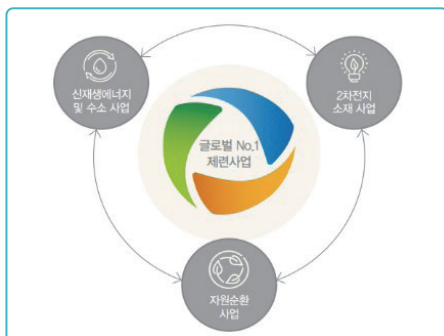 신재생에너지
및 수소 사업
2차전지
소재 사업
글로벌 No.1
제련사업
자원순환
사업